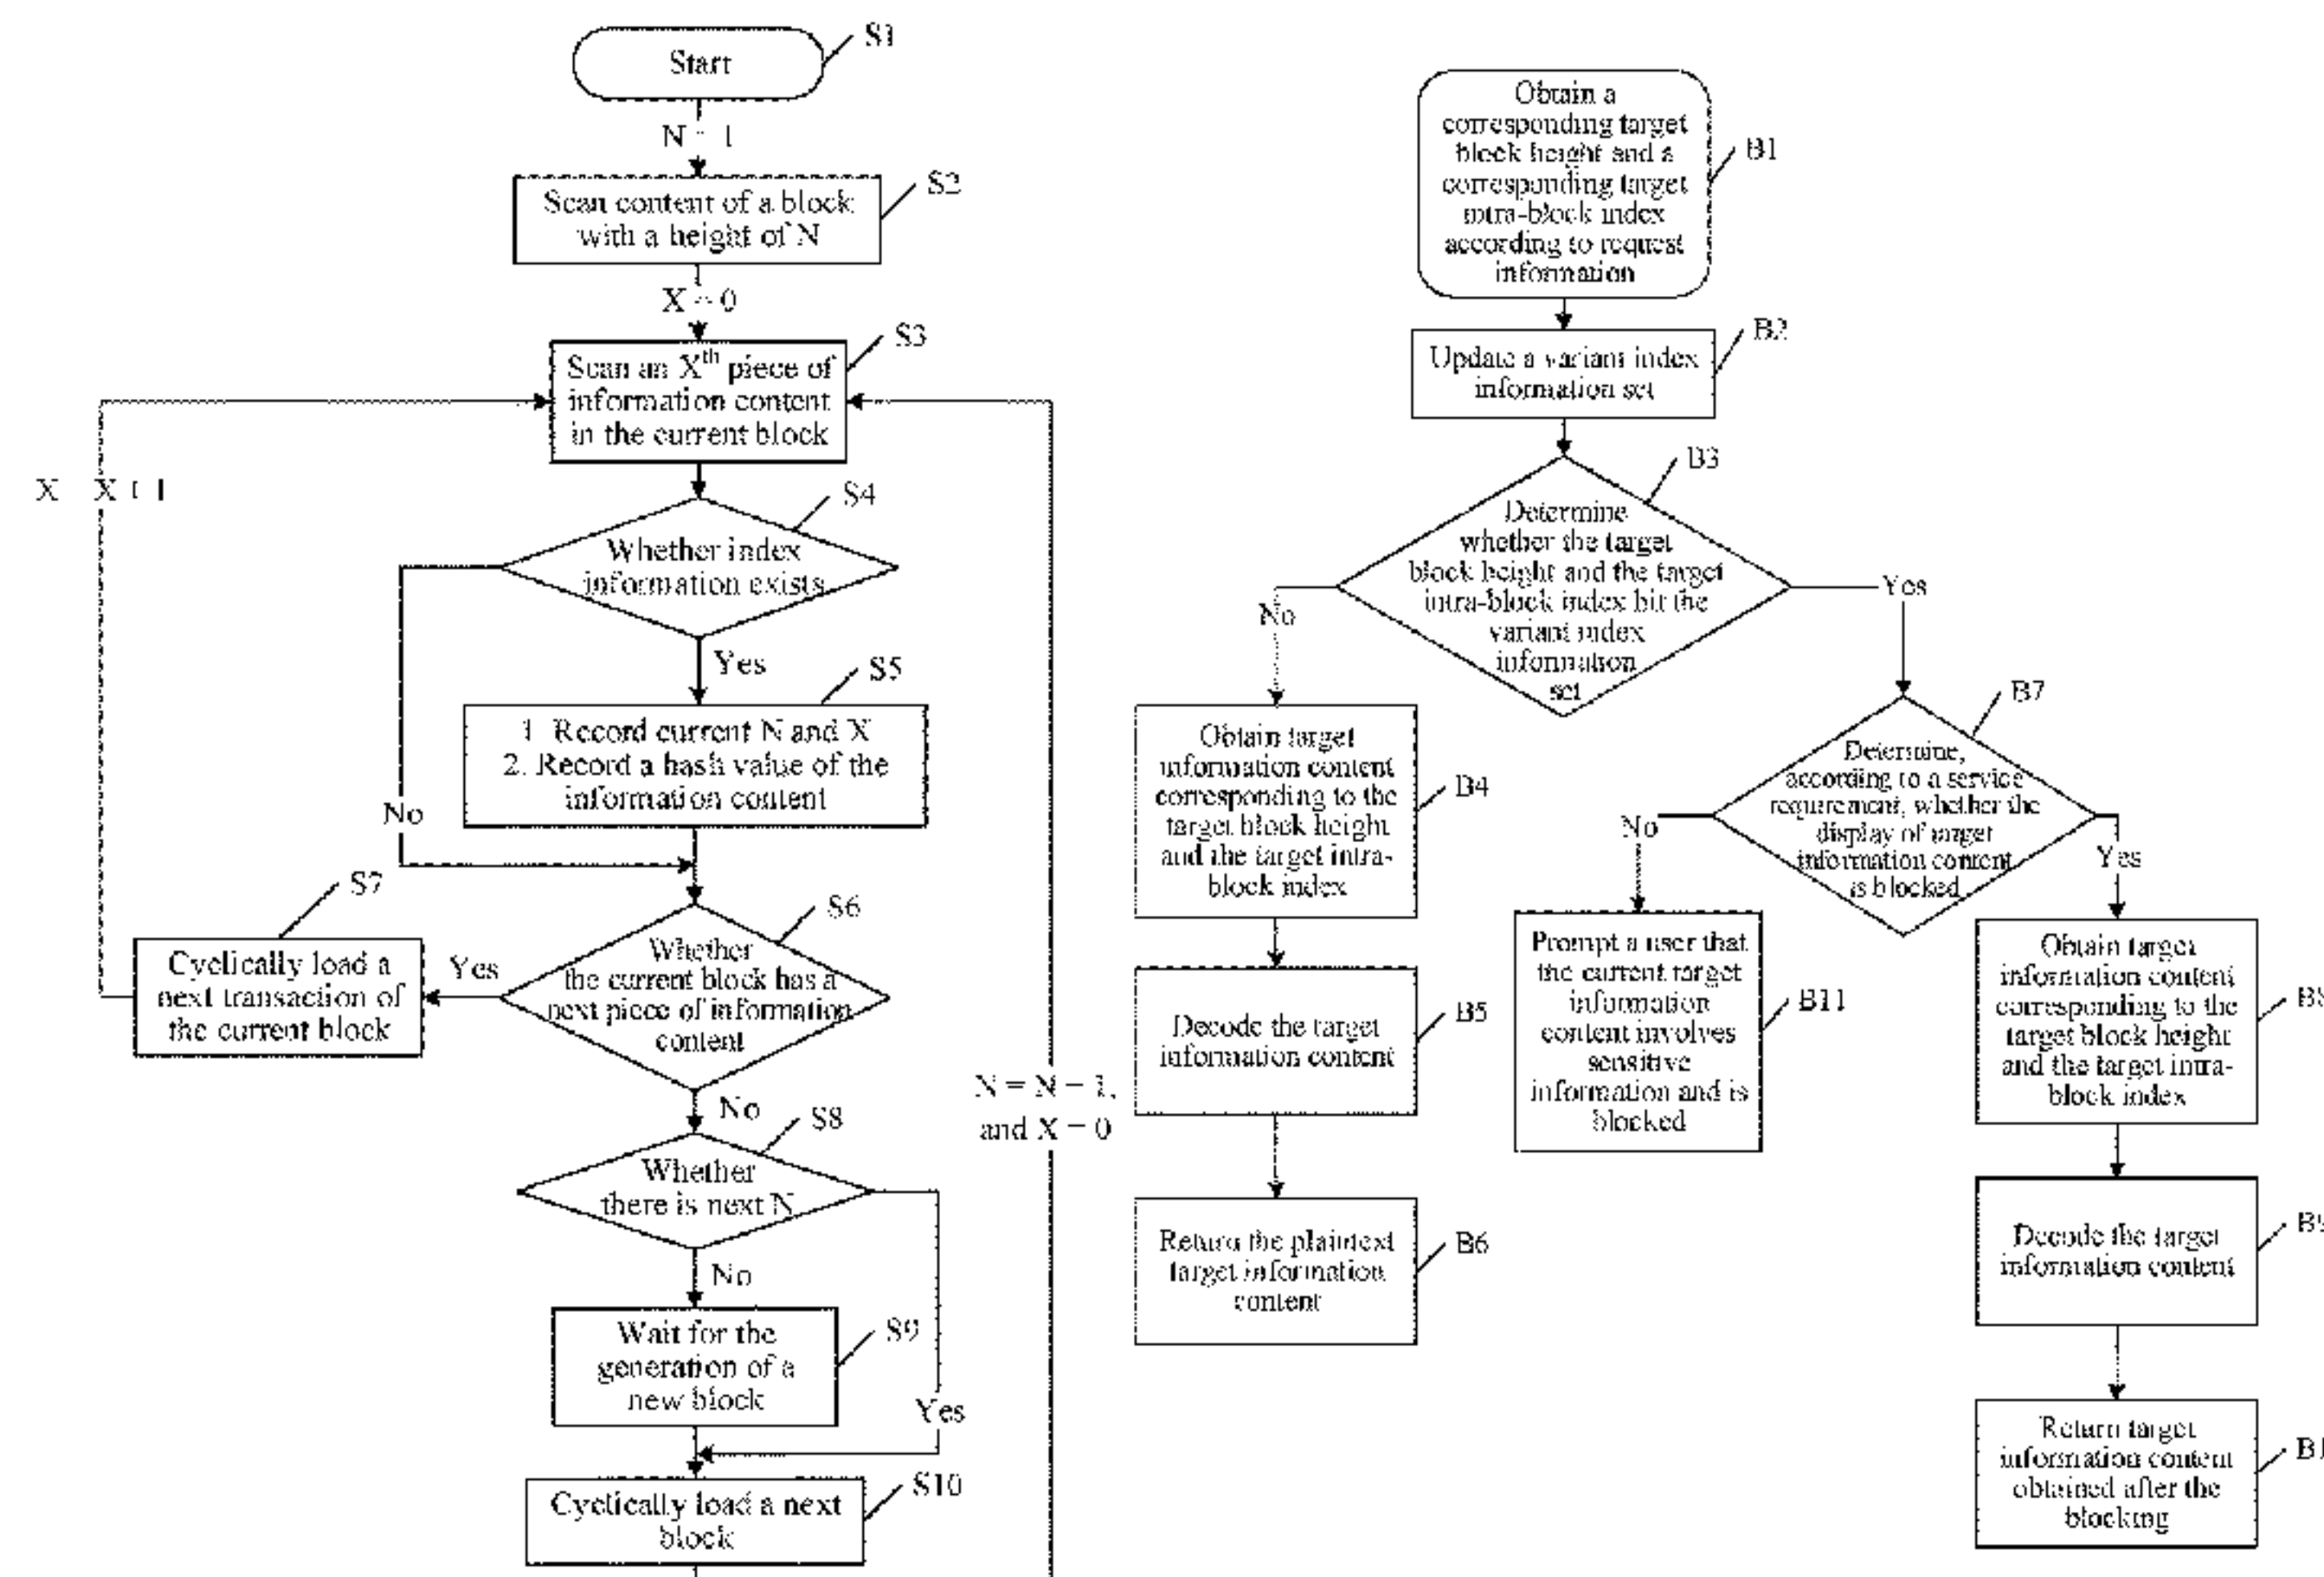 Start
S1
N = 1
Scan content of a block
with a height of N
S2
X = 0
Scan an Xth piece of
information content
in the current block
S3
X = X + 1
Whether index
information exists
S4
Yes
No
1. Record current N and X
2. Record a hash value of the
information content
S5
Whether
the current block has a
next piece of information
content
S6
Yes
Cyclically load a
next transaction of
the current block
S7
No
Whether
there is next N
S8
No
Yes
Wait for the
generation of a
new block
S9
Cyclically load a next
block
S10
and X = 0
Obtain a
corresponding target
block height and a
corresponding target
intra-block index
according to request
information
B1
Update a variant index
information set
B2
Determine
whether the target
block height and the target
intra-block index hit the
variant index
information
set
B3
No
Yes
Obtain target
information content
corresponding to the
target block height
and the target intra-
block index
B4
Decode the target
information content
B5
Return the plaintext
target information
content
B6
Determine,
according to a service
requirement, whether the
display of target
information content
is blocked
B7
No
Yes
Prompt a user that
the current target
information
content involves
sensitive
information and is
blocked
B11
Obtain target
information content
corresponding to the
target block height
and the target intra-
block index
B8
Decode the target
information content
B9
Return target
information content
obtained after the
blocking
B1